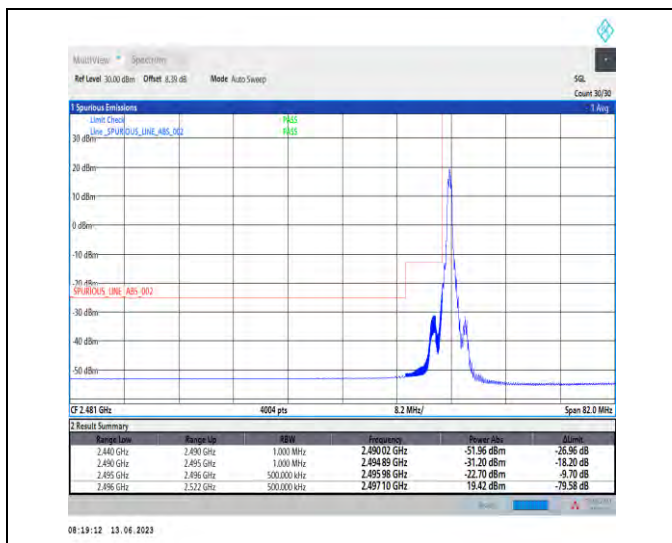 MultiView Spectrum
Ref Level 30.00 dBm Offset 8.39 dB Mode Auto Sweep SGL
Count 30/30
1 Spurious Emissions 1 Avg
Limit Check PASS
Line _SPURIOUS_LINE_ABS_002 PASS
30 dBm
20 dBm
10 dBm
0 dBm
-10 dBm
-20 dBm
SPURIOUS_LINE_ABS_002
-30 dBm
-40 dBm
-50 dBm
CF 2.481 GHz 4004 pts 8.2 MHz/ Span 82.0 MHz
2 Result Summary
Range Low Range Up RBW Frequency Power Abs ΔLimit
2.440 GHz 2.490 GHz 1.000 MHz 2.490 02 GHz -51.96 dBm -26.96 dB
2.490 GHz 2.495 GHz 1.000 MHz 2.494 89 GHz -31.20 dBm -18.20 dB
2.495 GHz 2.496 GHz 500.000 kHz 2.495 98 GHz -22.70 dBm -9.70 dB
2.496 GHz 2.522 GHz 500.000 kHz 2.497 10 GHz 19.42 dBm -79.58 dB
08:19:12 13.06.2023